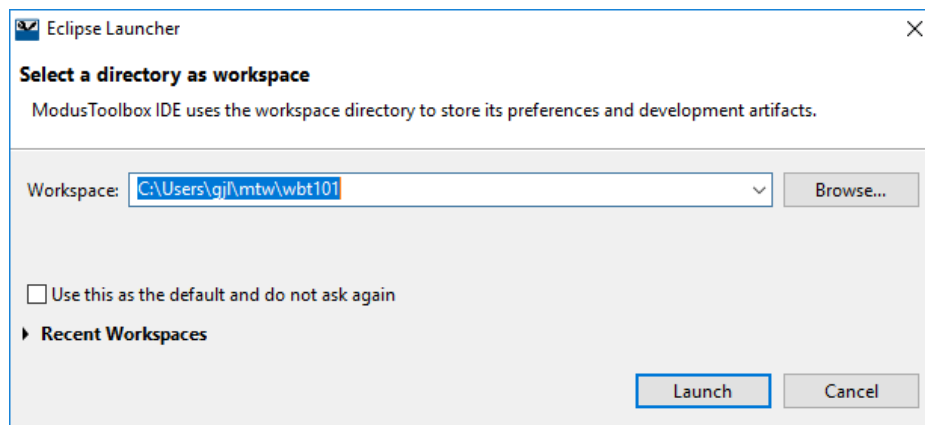 Eclipse Launcher
Select a directory as workspace
ModusToolbox IDE uses the workspace directory to store its preferences and development artifacts.
Workspace: C:\Users\gjl\mtw\wbt101 Browse...
Use this as the default and do not ask again
Recent Workspaces
Launch Cancel